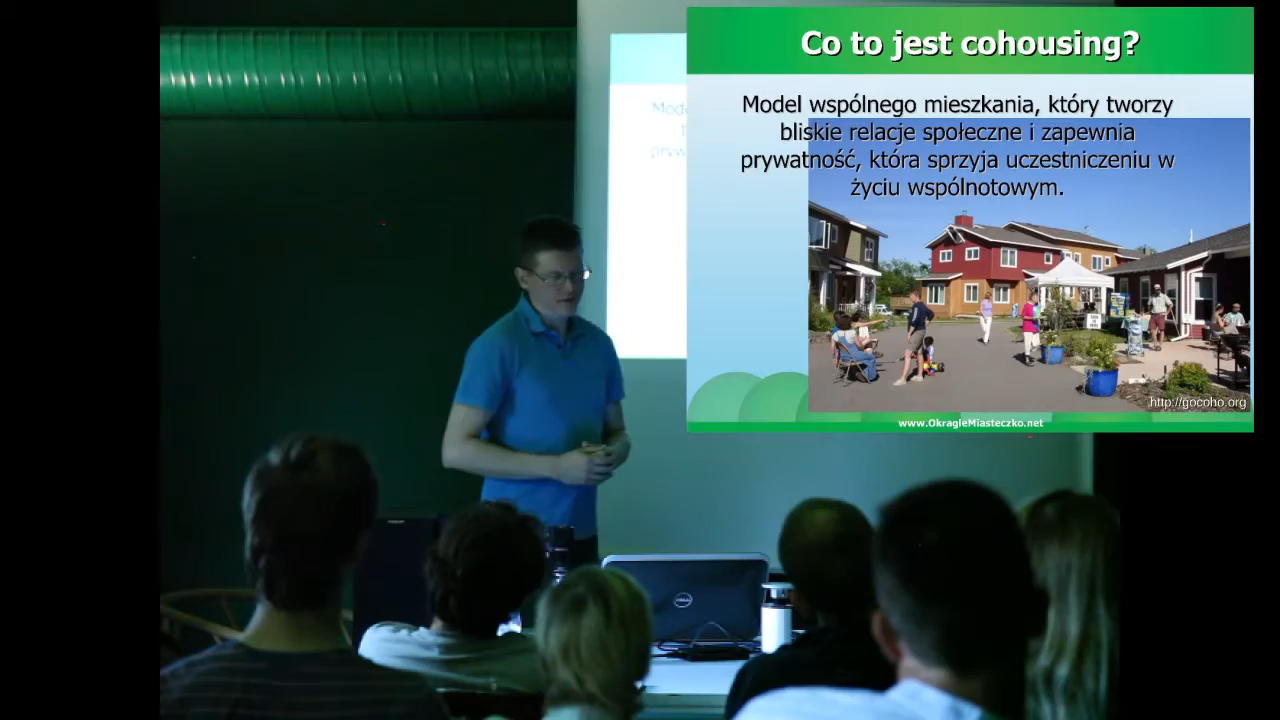 Co to jest cohousing?
Model wspólnego mieszkania, który tworzy
bliskie relacje społeczne i zapewnia
prywatność, która sprzyja uczestniczeniu w
życiu wspólnotowym.
http://gocoho.org
www.OkragleMiasteczko.net
DELL